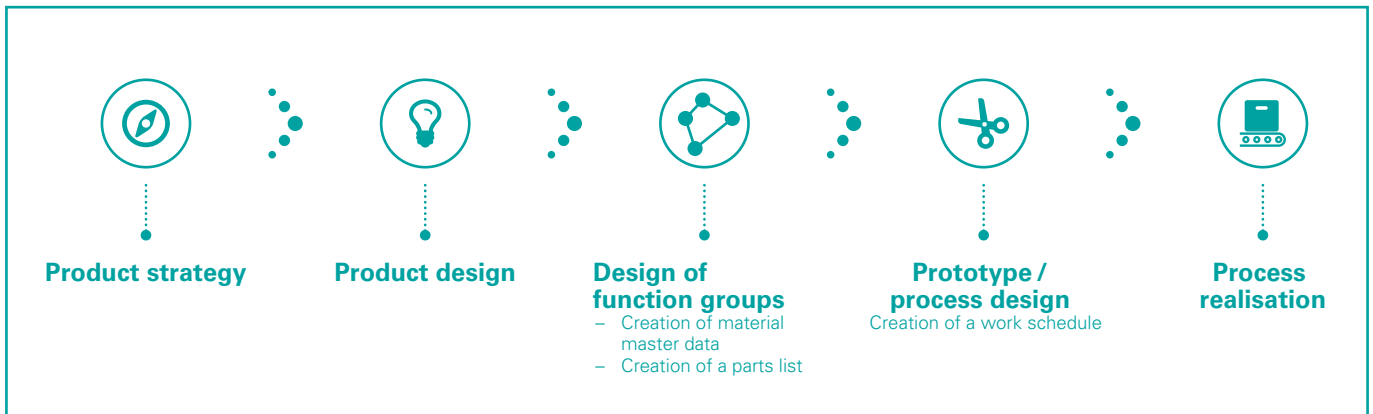 Product strategy
Product design
Design of
function groups
– Creation of material
master data
– Creation of a parts list
Prototype /
process design
Creation of a work schedule
Process
realisation